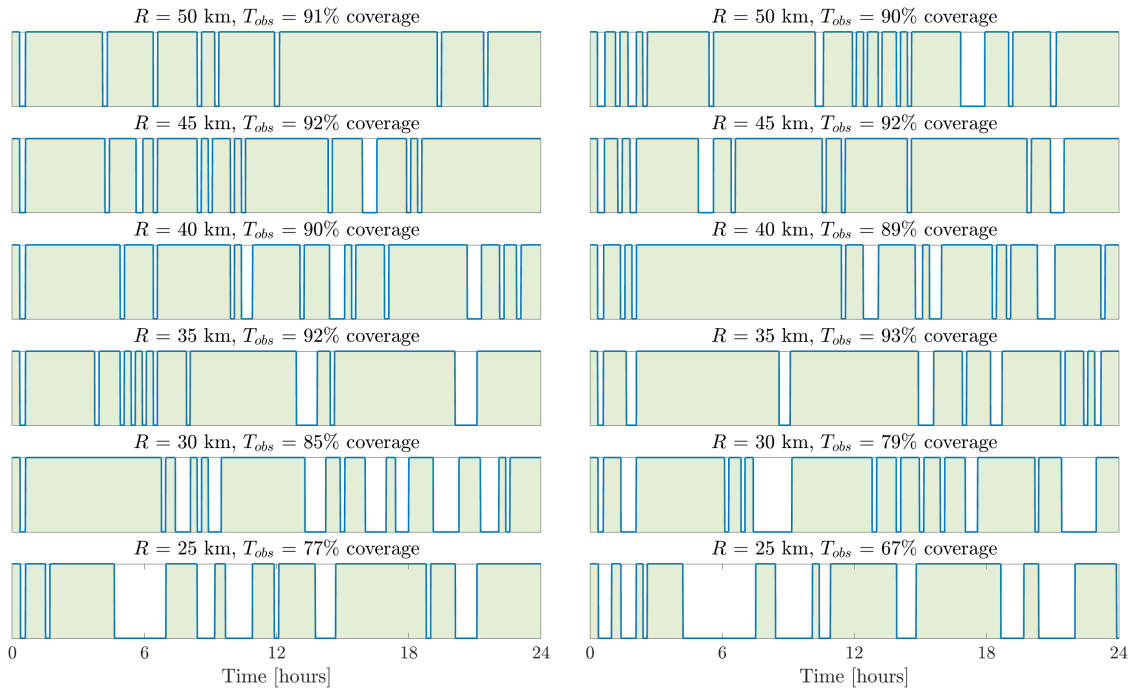 R = 50 km, T_obs = 91% coverage
R = 50 km, T_obs = 90% coverage
R = 45 km, T_obs = 92% coverage
R = 45 km, T_obs = 92% coverage
R = 40 km, T_obs = 90% coverage
R = 40 km, T_obs = 89% coverage
R = 35 km, T_obs = 92% coverage
R = 35 km, T_obs = 93% coverage
R = 30 km, T_obs = 85% coverage
R = 30 km, T_obs = 79% coverage
R = 25 km, T_obs = 77% coverage
R = 25 km, T_obs = 67% coverage
0 6 12 18 24
0 6 12 18 24
Time [hours]
Time [hours]